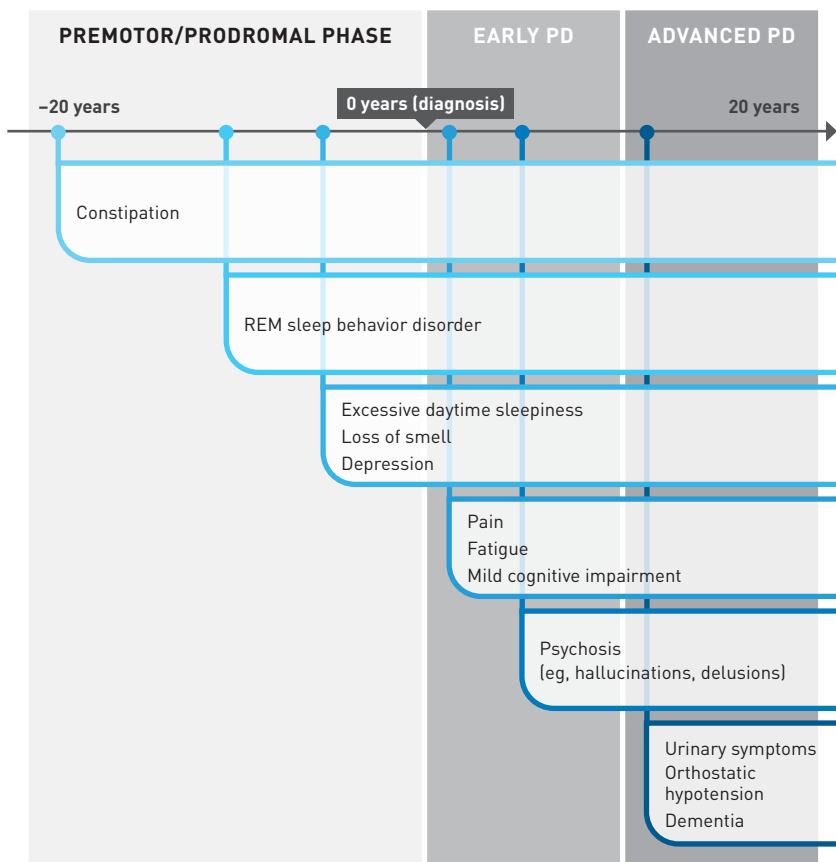 PREMOTOR/PRODROMAL PHASE
EARLY PD
ADVANCED PD
–20 years
0 years (diagnosis)
20 years
Constipation
REM sleep behavior disorder
Excessive daytime sleepiness
Loss of smell
Depression
Pain
Fatigue
Mild cognitive impairment
Psychosis
(eg, hallucinations, delusions)
Urinary symptoms
Orthostatic
hypotension
Dementia